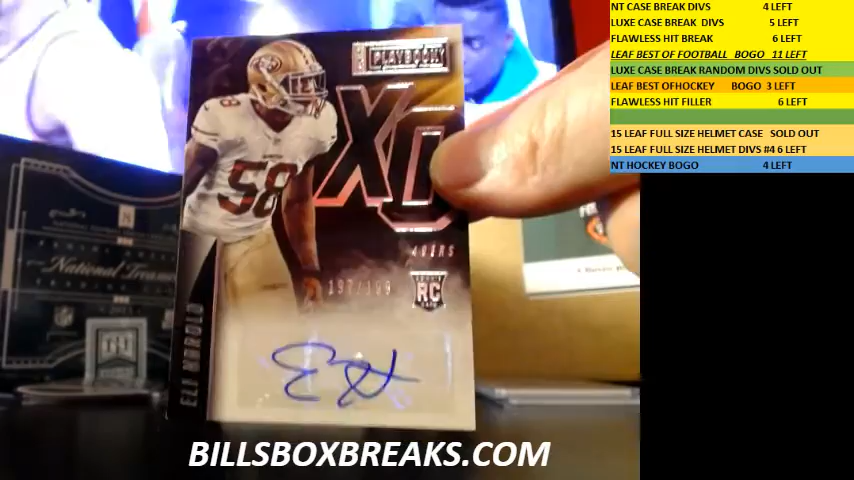 NT CASE BREAK DIVS 4 LEFT
LUXE CASE BREAK DIVS 5 LEFT
FLAWLESS HIT BREAK 6 LEFT
LEAF BEST OF FOOTBALL BOGO 11 LEFT
LUXE CASE BREAK RANDOM DIVS SOLD OUT
LEAF BEST OFHOCKEY BOGO 3 LEFT
FLAWLESS HIT FILLER 6 LEFT
15 LEAF FULL SIZE HELMET CASE SOLD OUT
15 LEAF FULL SIZE HELMET DIVS #4 6 LEFT
NT HOCKEY BOGO 4 LEFT
PLAYBOOK
XO
58
58
49ERS
RC
ELI HAROLD
National
BILLSBOXBREAKS.COM